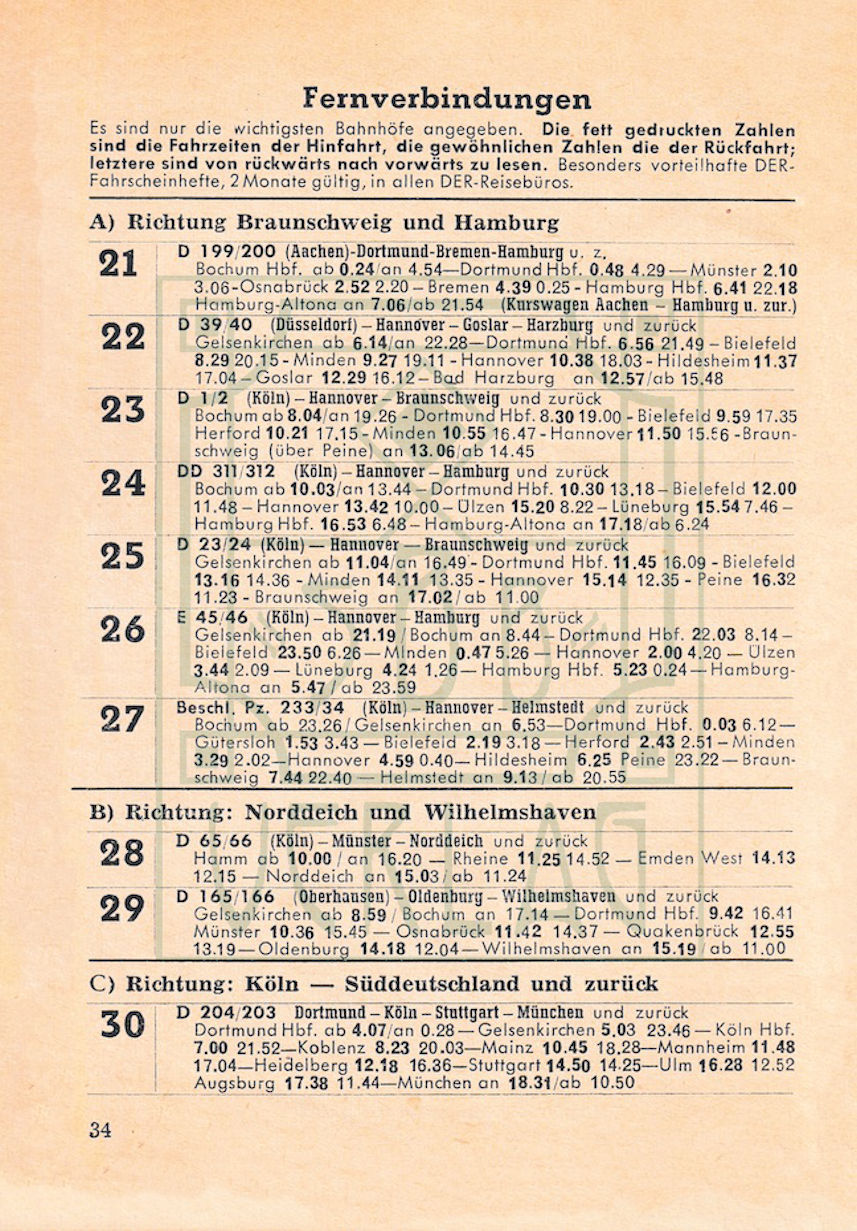 Fernverbindungen
Es sind nur die wichtigsten Bahnhöfe angegeben. Die fett gedruckten Zahlen
sind die Fahrzeiten der Hinfahrt, die gewöhnlichen Zahlen die der Rückfahrt;
letztere sind von rückwärts nach vorwärts zu lesen. Besonders vorteilhafte DER-
Fahrscheinhefte, 2 Monate gültig, in allen DER-Reisebüros.
A) Richtung Braunschweig und Hamburg
21 D 199/200 (Aachen)-Dortmund-Bremen-Hamburg u. z.
Bochum Hbf. ab 0.24/an 4.54—Dortmund Hbf. 0.48 4.29 — Münster 2.10
3.06-Osnabrück 2.52 2.20 – Bremen 4.39 0.25 - Hamburg Hbf. 6.41 22.18
Hamburg-Altona an 7.06/ab 21.54 (Kurswagen Aachen – Hamburg u. zur.)
22 D 39/40 (Düsseldorf) – Hannover – Goslar – Harzburg und zurück
Gelsenkirchen ab 6.14/an 22.28—Dortmund Hbf. 6.56 21.49 – Bielefeld
8.29 20.15 - Minden 9.27 19.11 - Hannover 10.38 18.03 - Hildesheim 11.37
17.04 – Goslar 12.29 16.12 – Bad Harzburg an 12.57/ab 15.48
23 D 1/2 (Köln) – Hannover – Braunschweig und zurück
Bochum ab 8.04/an 19.26 - Dortmund Hbf. 8.30 19.00 - Bielefeld 9.59 17.35
Herford 10.21 17.15 - Minden 10.55 16.47 - Hannover 11.50 15.56 - Braun-
schweig (über Peine) an 13.06/ab 14.45
24 DD 311/312 (Köln) – Hannover – Hamburg und zurück
Bochum ab 10.03/an 13.44 – Dortmund Hbf. 10.30 13.18 – Bielefeld 12.00
11.48 – Hannover 13.42 10.00 – Ülzen 15.20 8.22 – Lüneburg 15.54 7.46 –
Hamburg Hbf. 16.53 6.48 – Hamburg-Altona an 17.18/ab 6.24
25 D 23/24 (Köln) — Hannover — Braunschweig und zurück
Gelsenkirchen ab 11.04/an 16.49 - Dortmund Hbf. 11.45 16.09 - Bielefeld
13.16 14.36 - Minden 14.11 13.35 - Hannover 15.14 12.35 - Peine 16.32
11.23 - Braunschweig an 17.02/ab 11.00
26 E 45/46 (Köln) – Hannover – Hamburg und zurück
Gelsenkirchen ab 21.19 / Bochum an 8.44 – Dortmund Hbf. 22.03 8.14 –
Bielefeld 23.50 6.26 — Minden 0.47 5.26 — Hannover 2.00 4.20 — Ülzen
3.44 2.09 — Lüneburg 4.24 1.26 — Hamburg Hbf. 5.23 0.24 — Hamburg-
Altona an 5.47 / ab 23.59
27 Beschl. Pz. 233/34 (Köln) – Hannover – Helmstedt und zurück
Bochum ab 23.26/Gelsenkirchen an 6.53—Dortmund Hbf. 0.03 6.12—
Gütersloh 1.53 3.43 — Bielefeld 2.19 3.18 — Herford 2.43 2.51 – Minden
3.29 2.02—Hannover 4.59 0.40—Hildesheim 6.25 Peine 23.22—Braun-
schweig 7.44 22.40 — Helmstedt an 9.13 / ab 20.55
B) Richtung: Norddeich und Wilhelmshaven
28 D 65/66 (Köln) – Münster – Norddeich und zurück
Hamm ab 10.00 / an 16.20 — Rheine 11.25 14.52 — Emden West 14.13
12.15 — Norddeich an 15.03/ab 11.24
29 D 165/166 (Oberhausen) – Oldenburg – Wilhelmshaven und zurück
Gelsenkirchen ab 8.59 / Bochum an 17.14 — Dortmund Hbf. 9.42 16.41
Münster 10.36 15.45 — Osnabrück 11.42 14.37 — Quakenbrück 12.55
13.19—Oldenburg 14.18 12.04—Wilhelmshaven an 15.19/ab 11.00
C) Richtung: Köln — Süddeutschland und zurück
30 D 204/203 Dortmund – Köln – Stuttgart – München und zurück
Dortmund Hbf. ab 4.07/an 0.28 — Gelsenkirchen 5.03 23.46 — Köln Hbf.
7.00 21.52—Koblenz 8.23 20.03—Mainz 10.45 18.28—Mannheim 11.48
17.04—Heidelberg 12.18 16.36—Stuttgart 14.50 14.25—Ulm 16.28 12.52
Augsburg 17.38 11.44—München an 18.31/ab 10.50
34